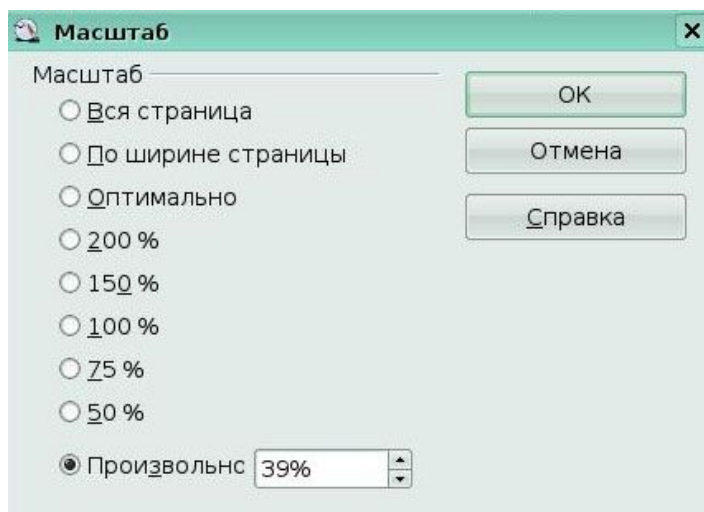 Масштаб
Масштаб
Вся страница
По ширине страницы
Оптимально
200 %
150 %
100 %
75 %
50 %
Произвольнс 39%
OK
Отмена
Справка